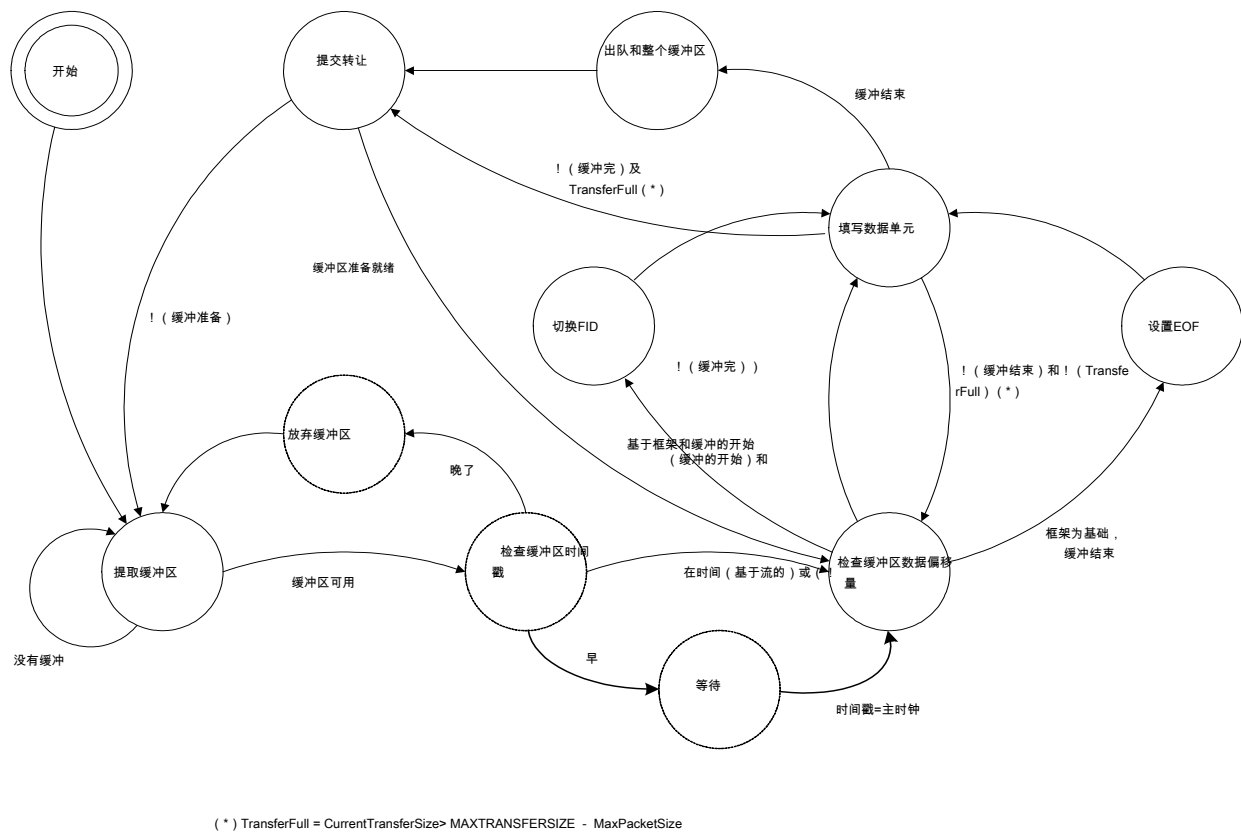 开始
提交转让
出队和整个缓冲区
缓冲结束
！（缓冲完）及
TransferFull（*）
填写数据单元
缓冲区准备就绪
！（缓冲准备）
切换FID
设置EOF
！（缓冲完））
！（缓冲结束）和！（Transfe
rFull）（*）
放弃缓冲区
晚了
基于框架和缓冲的开始
（缓冲的开始）和
框架为基础，
缓冲结束
提取缓冲区
缓冲区可用
检查缓冲区时间
戳
在时间（基于流的）或（！
检查缓冲区数据偏移
量
没有缓冲
早
等待
时间戳=主时钟
（*）TransferFull = CurrentTransferSize> MAXTRANSFERSIZE - MaxPacketSize